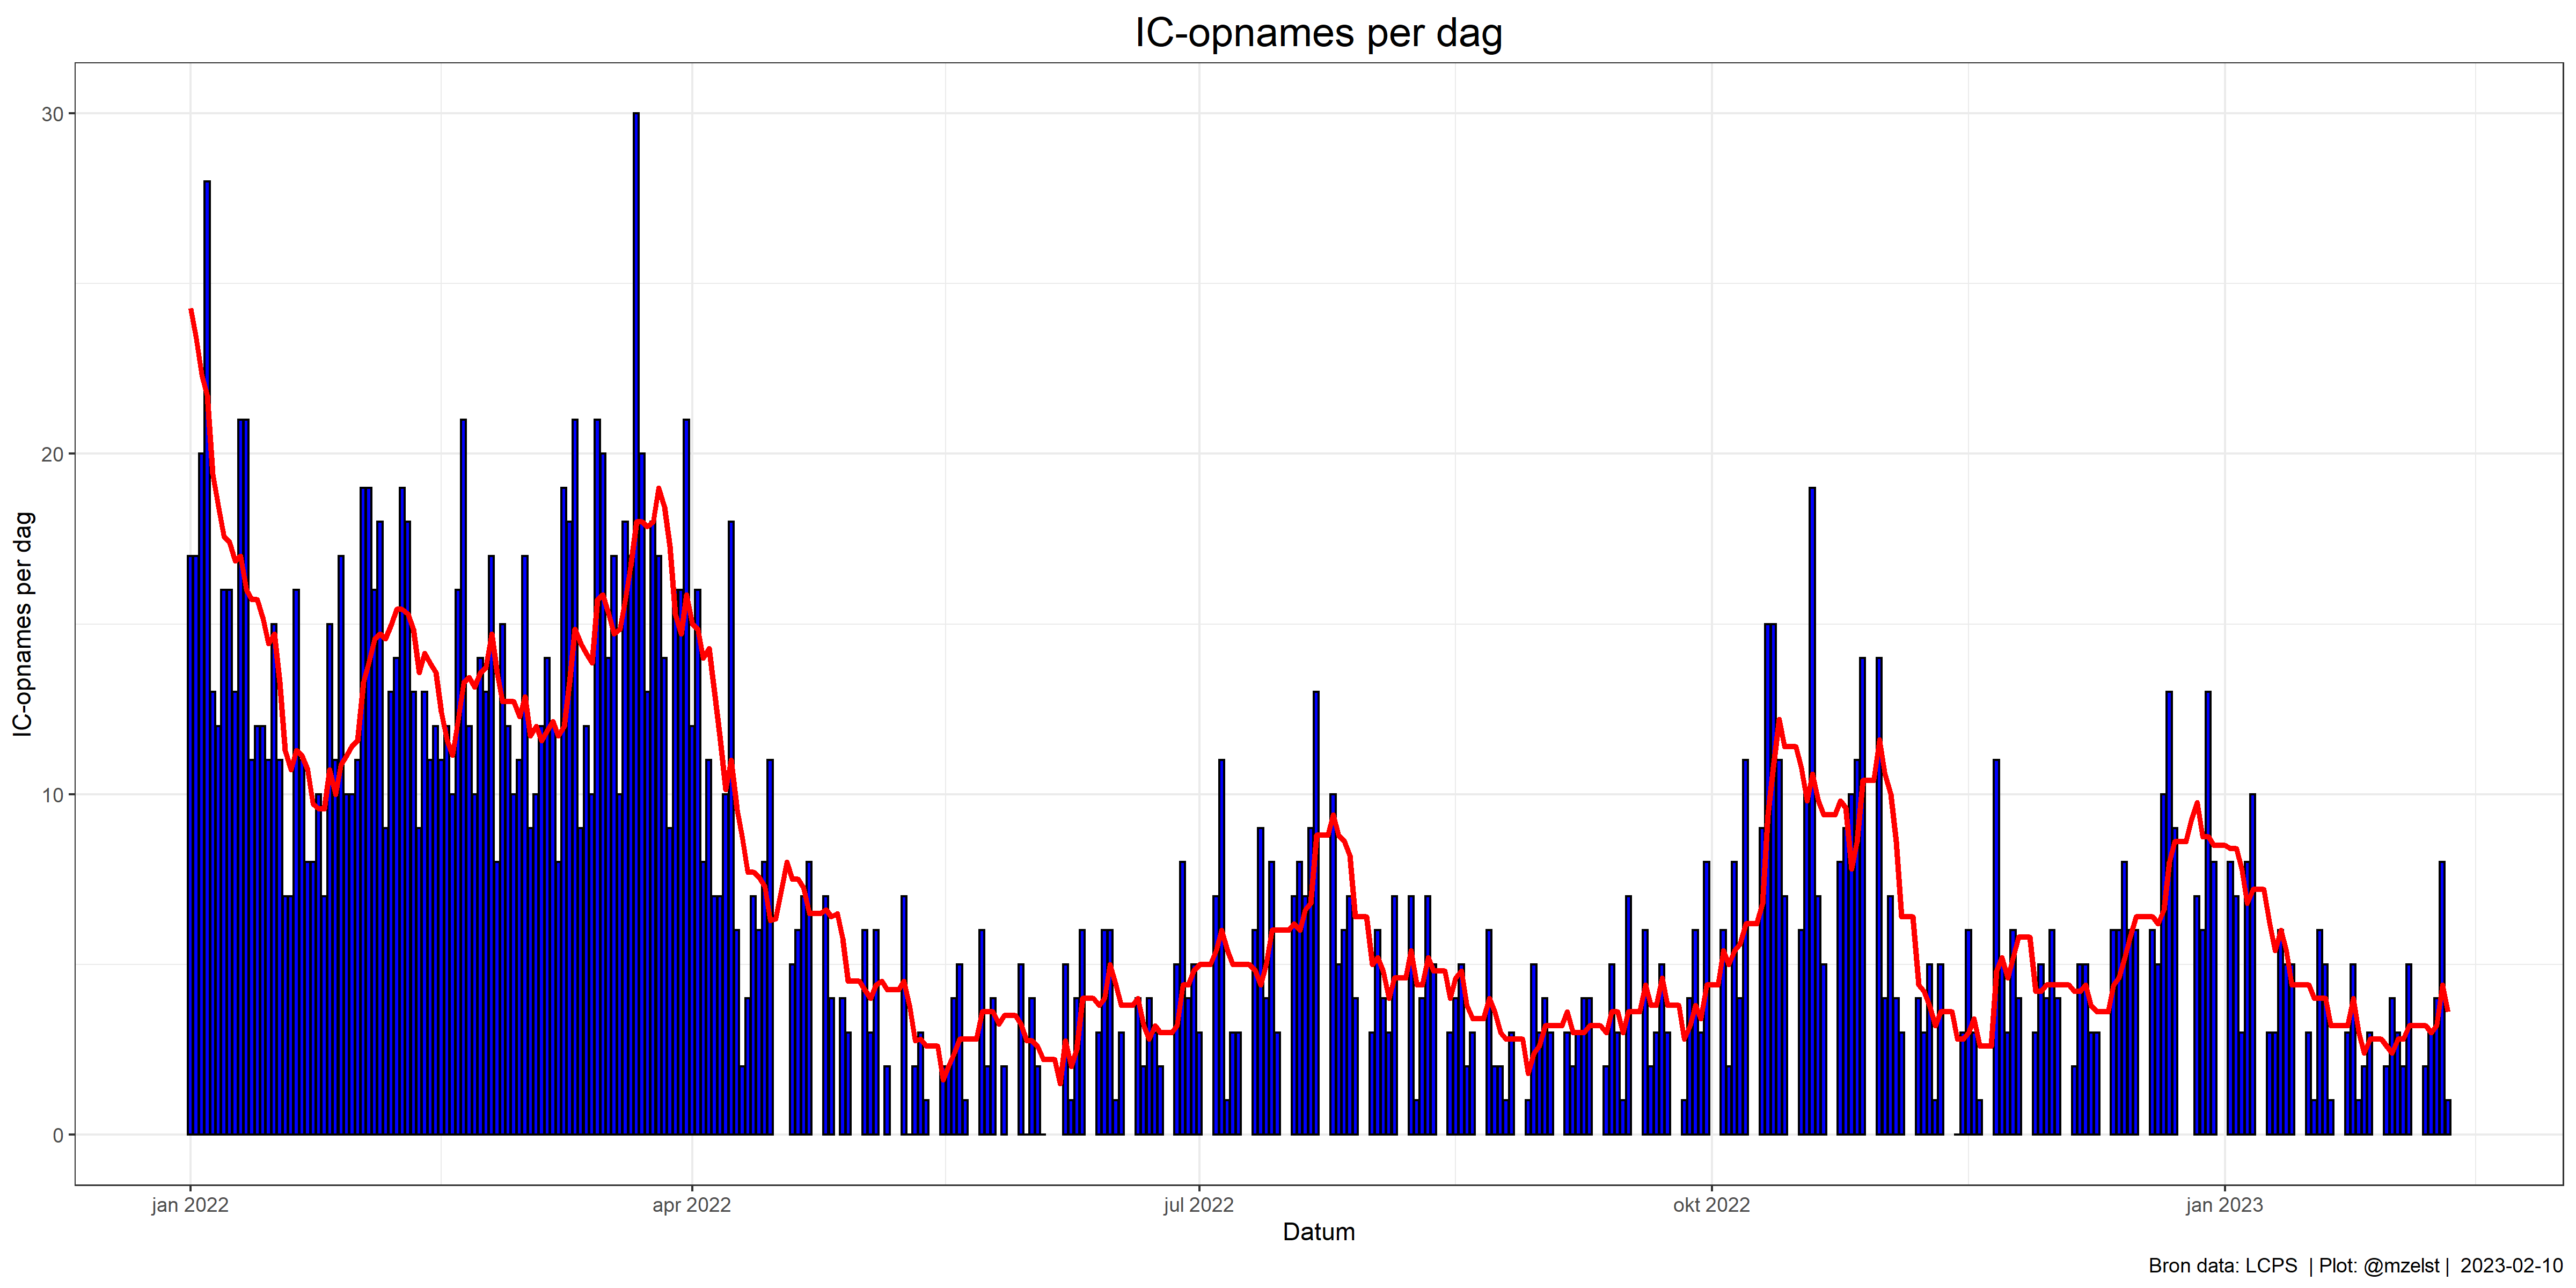 IC-opnames per dag
IC-opnames per dag
30
20
10
0
jan 2022
apr 2022
jul 2022
okt 2022
jan 2023
Datum
Bron data: LCPS | Plot: @mzelst | 2023-02-10